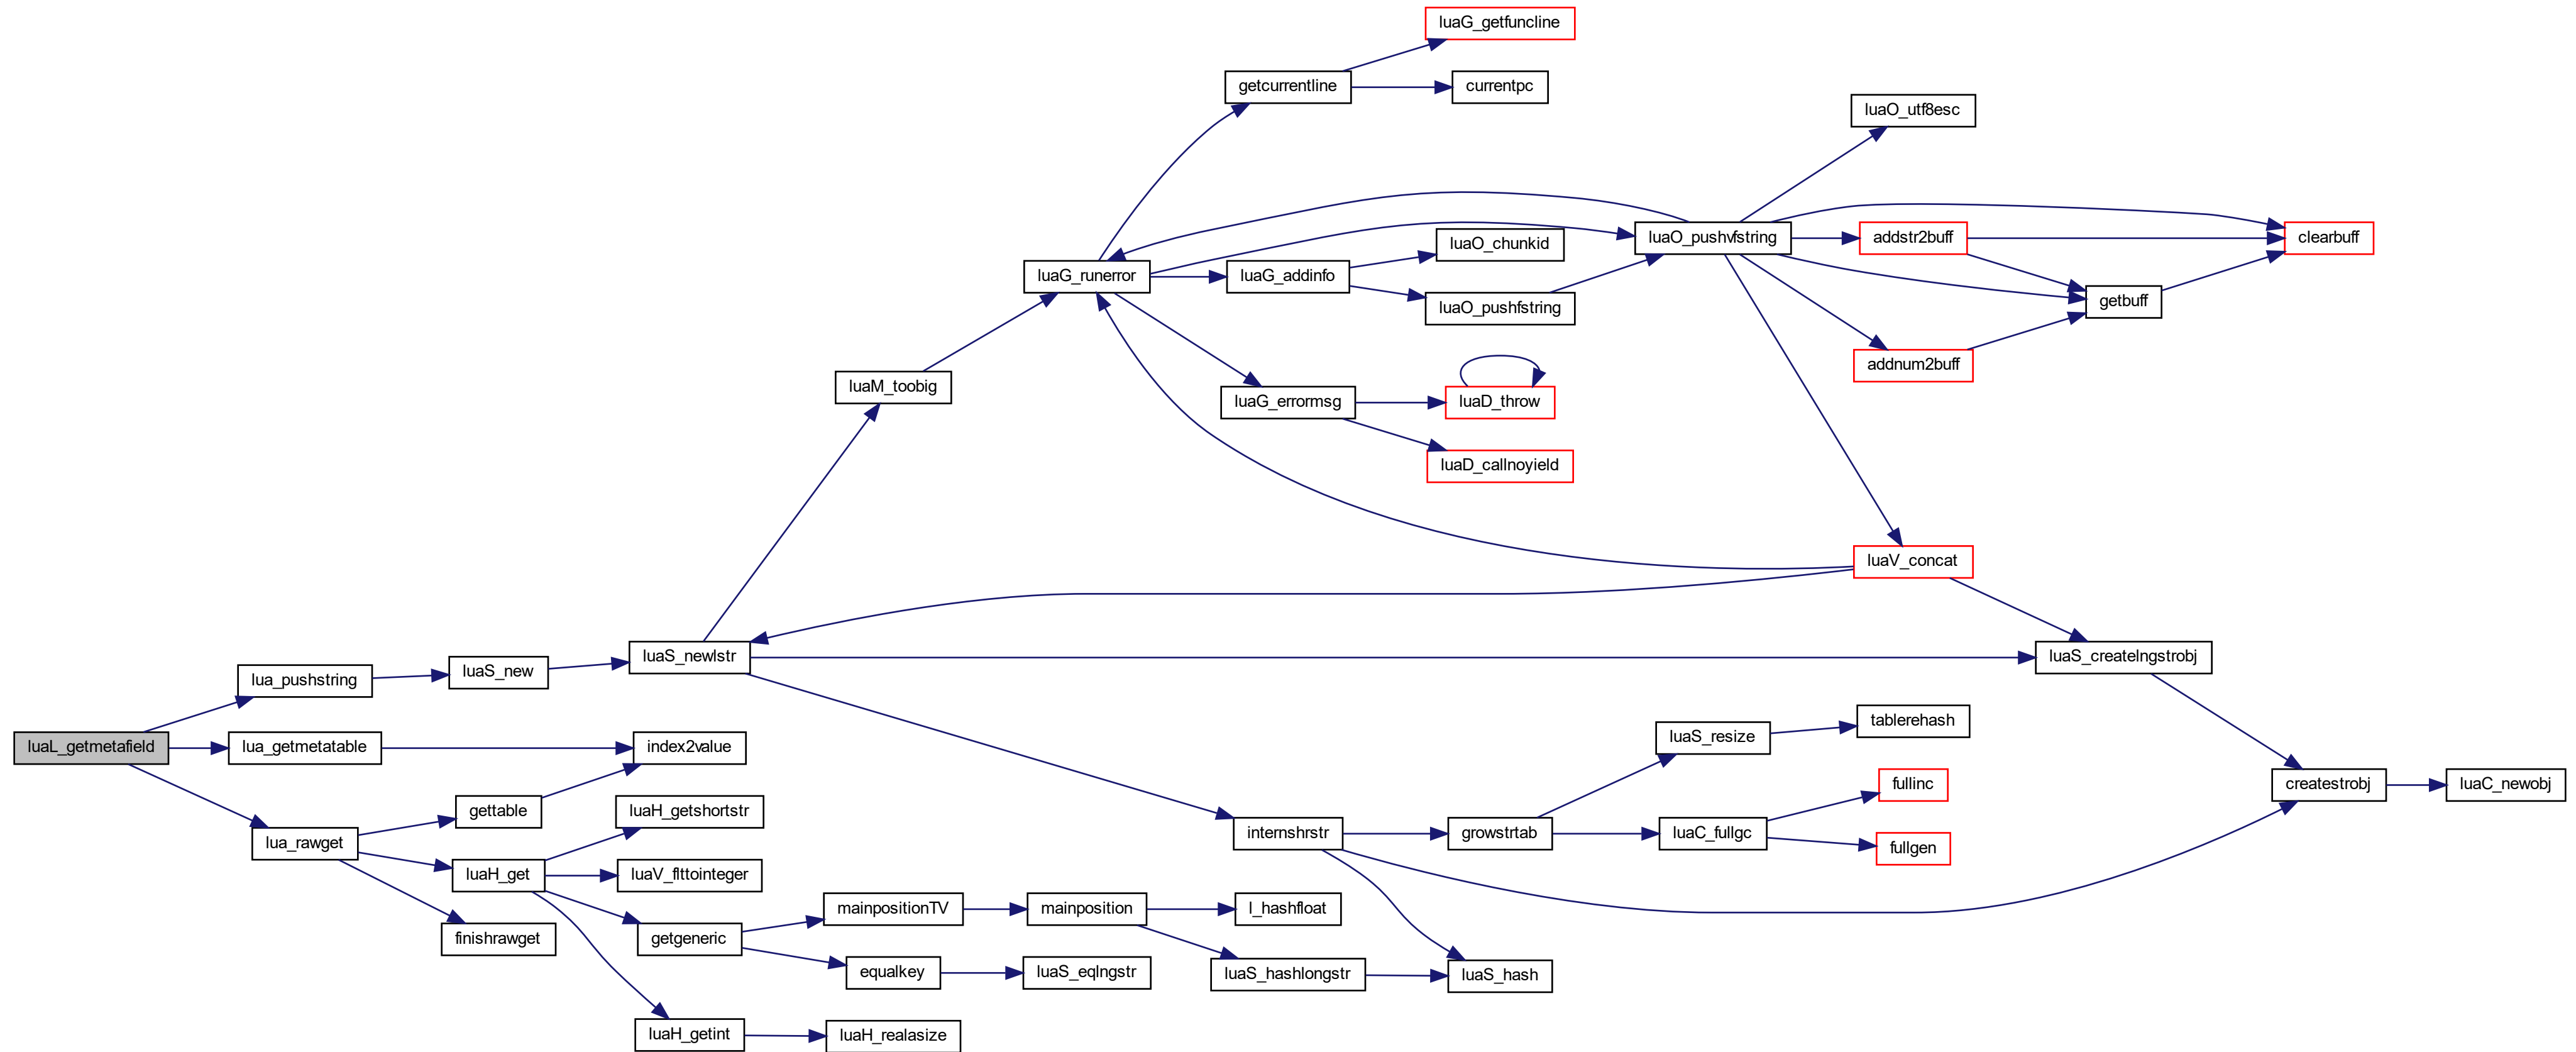 luaG_getfuncline
getcurrentline
currentpc
luaO_utf8esc
luaO_pushvfstring
addstr2buff
clearbuff
luaO_chunkid
luaG_runerror
luaG_addinfo
luaO_pushfstring
getbuff
addnum2buff
luaM_toobig
luaG_errormsg
luaD_throw
luaD_callnoyield
luaV_concat
luaS_newlstr
luaS_createlngstrobj
lua_pushstring
luaS_new
tablerehash
luaS_resize
luaL_getmetafield
lua_getmetatable
index2value
fullinc
createstrobj
luaC_newobj
gettable
luaH_getshortstr
internshrstr
growstrtab
luaC_fullgc
fullgen
lua_rawget
luaH_get
luaV_flttointeger
mainpositionTV
mainposition
l_hashfloat
finishrawget
getgeneric
equalkey
luaS_eqlngstr
luaS_hashlongstr
luaS_hash
luaH_getint
luaH_realasize